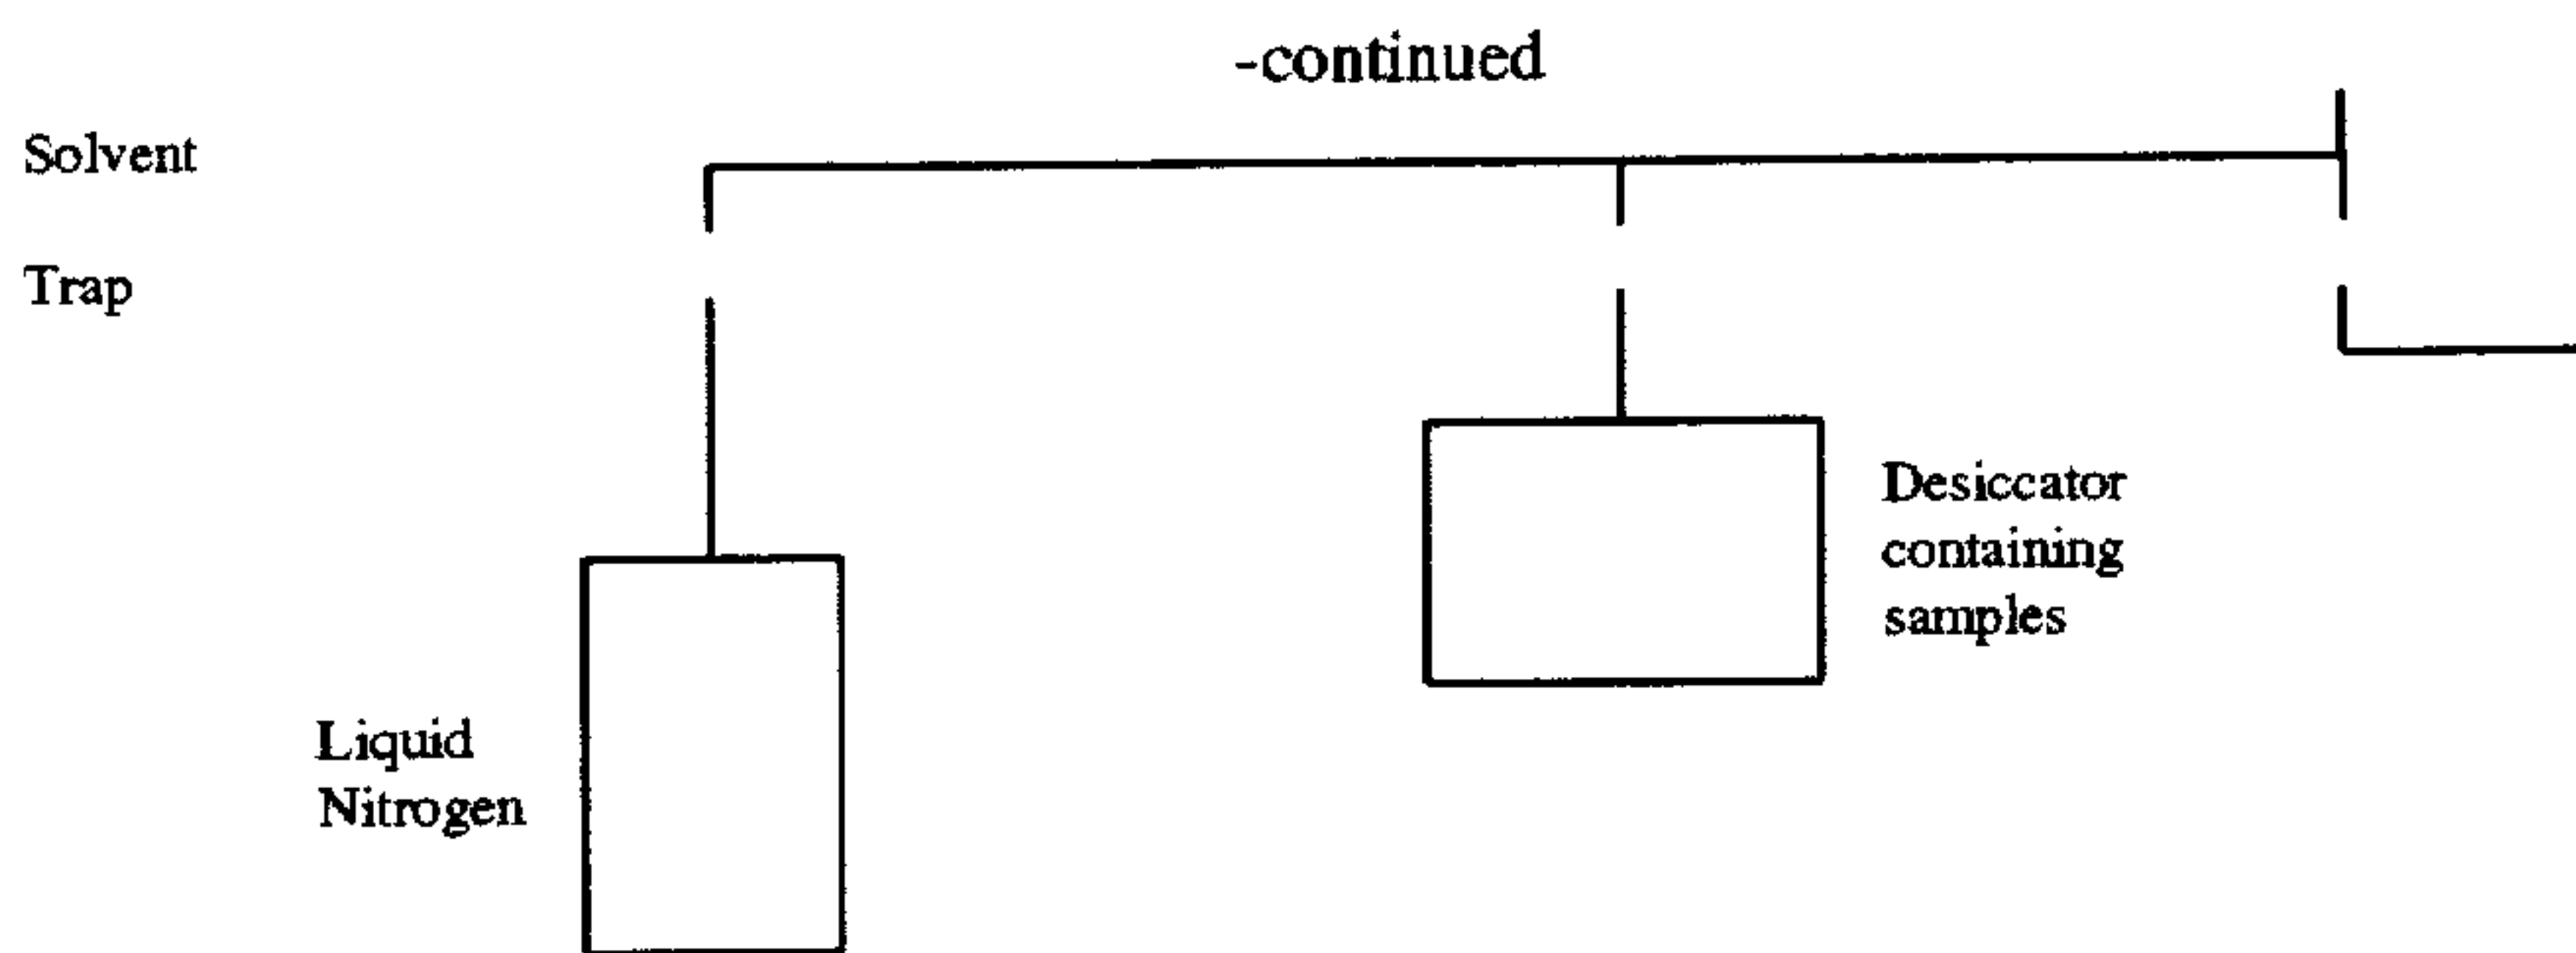 -continued
Solvent
Trap
Desiccator
containing
samples
Liquid
Nitrogen